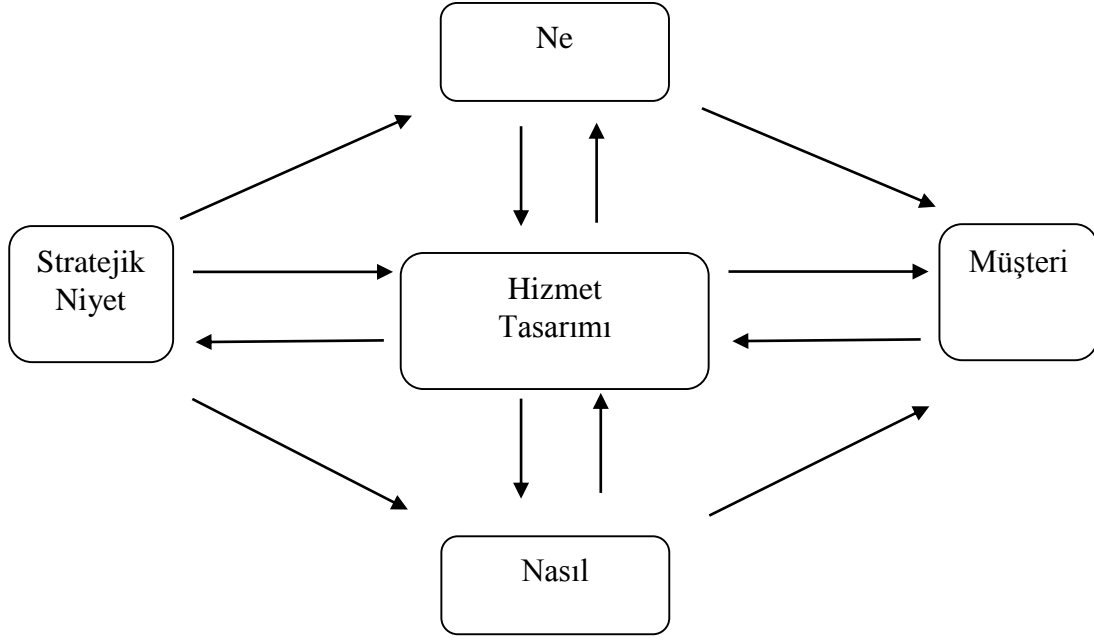 Ne
Stratejik
Niyet
Hizmet
Tasarımı
Müşteri
Nasıl